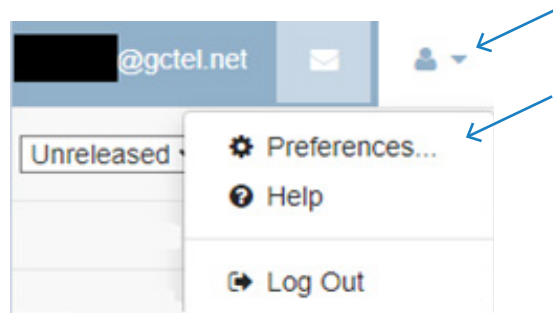 @gctel.net
Unreleased
Preferences...
Help
Log Out